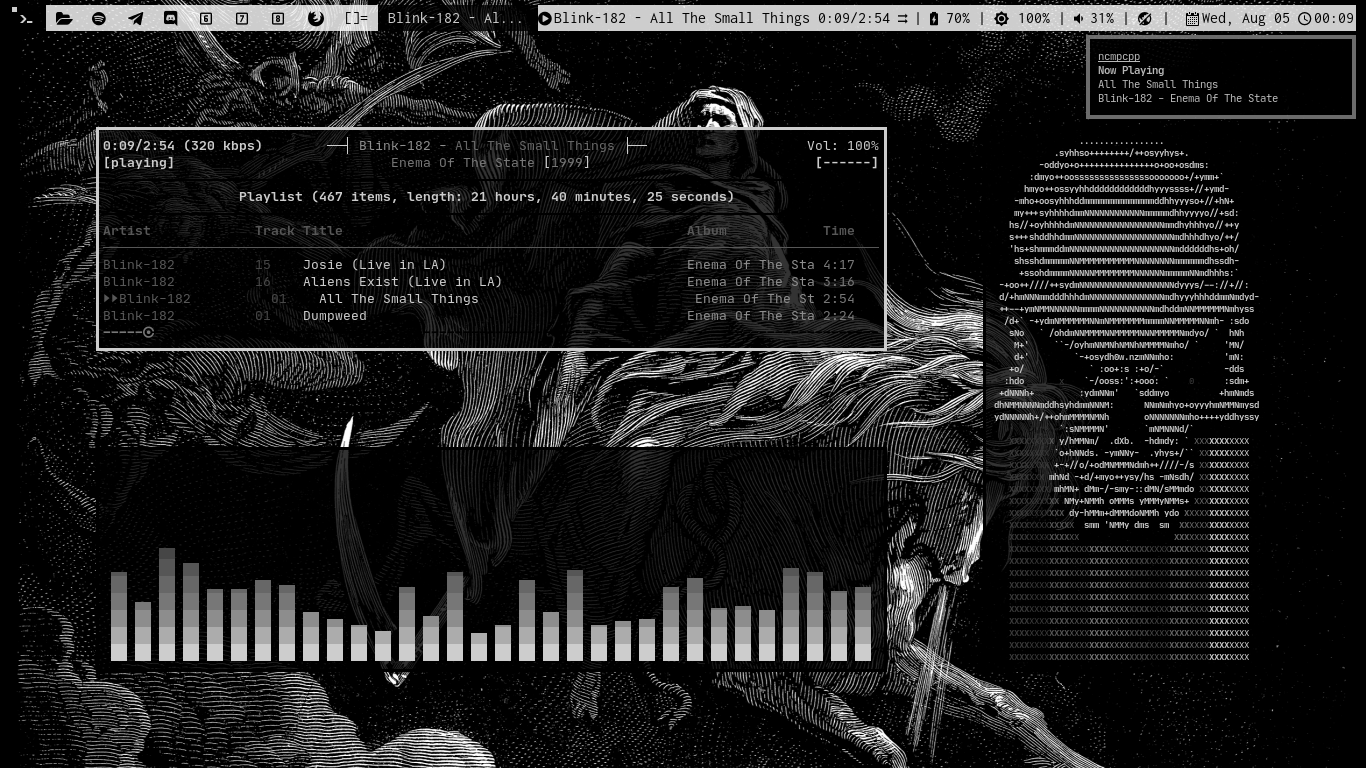 6 7 8 []= Blink-182 - Al... Blink-182 - All The Small Things 0:09/2:54 | 70% | 100% | 31% | | Wed, Aug 05 00:09
ncmpcpp
Now Playing
All The Small Things
Blink-182 - Enema Of The State
0:09/2:54 (320 kbps) Blink-182 - All The Small Things Vol: 100%
[playing] Enema Of The State [1999] [------]
Playlist (467 items, length: 21 hours, 40 minutes, 25 seconds)
Artist Track Title Album Time
Blink-182 15 Josie (Live in LA) Enema Of The Sta 4:17
Blink-182 16 Aliens Exist (Live in LA) Enema Of The Sta 3:16
Blink-182 01 All The Small Things Enema Of The St 2:54
Blink-182 01 Dumpweed Enema Of The Sta 2:24